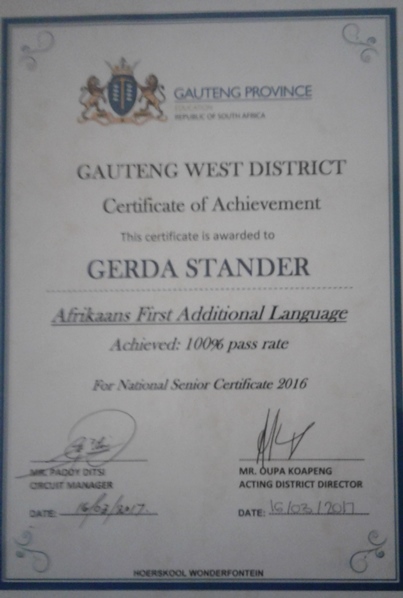 GAUTENG PROVINCE
EDUCATION
REPUBLIC OF SOUTH AFRICA
GAUTENG WEST DISTRICT
Certificate of Achievement
This certificate is awarded to
GERDA STANDER
Afrikaans First Additional Language
Achieved: 100% pass rate
For National Senior Certificate 2016
MR. PADDY DITSI
CIRCUIT MANAGER
DATE: 16/03/2017.
MR. OUPA KOAPENG
ACTING DISTRICT DIRECTOR
DATE: 15/03/2017
HOERSKOOL WONDERFONTEIN